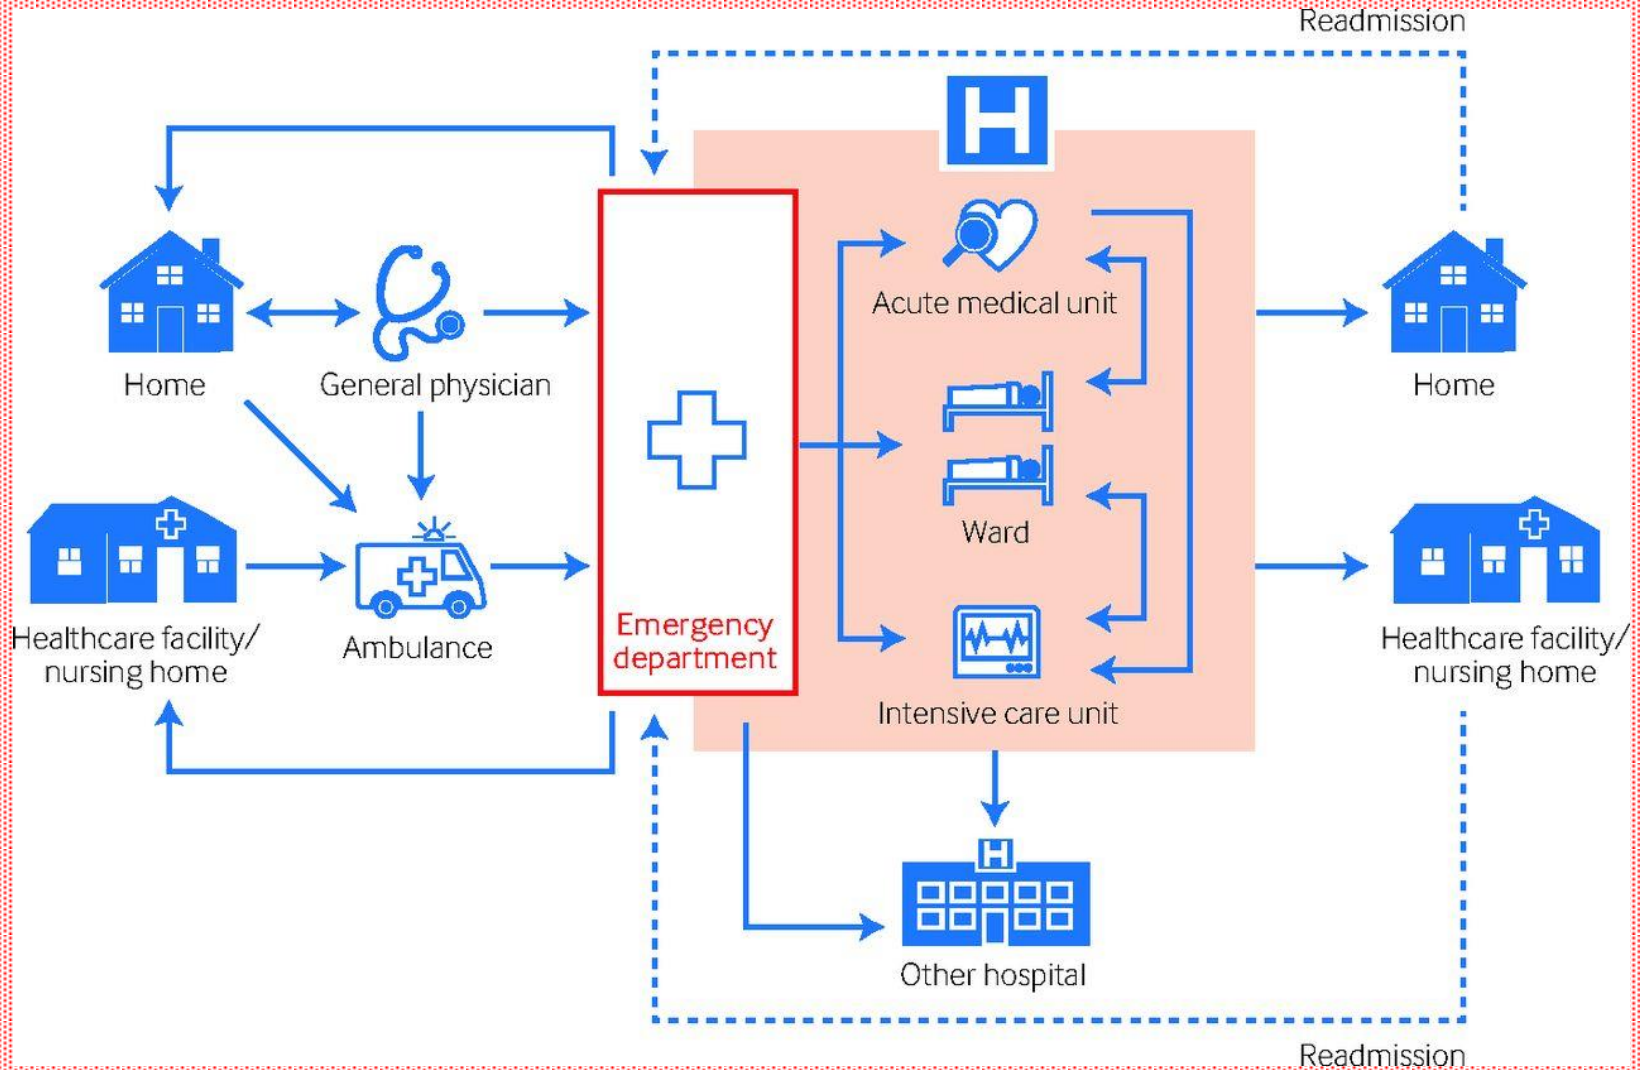 Readmission
H
Acute medical unit
Home
General physician
Home
Ward
Emergency
department
Healthcare facility/
nursing home
Ambulance
Healthcare facility/
nursing home
Intensive care unit
H
Other hospital
Readmission